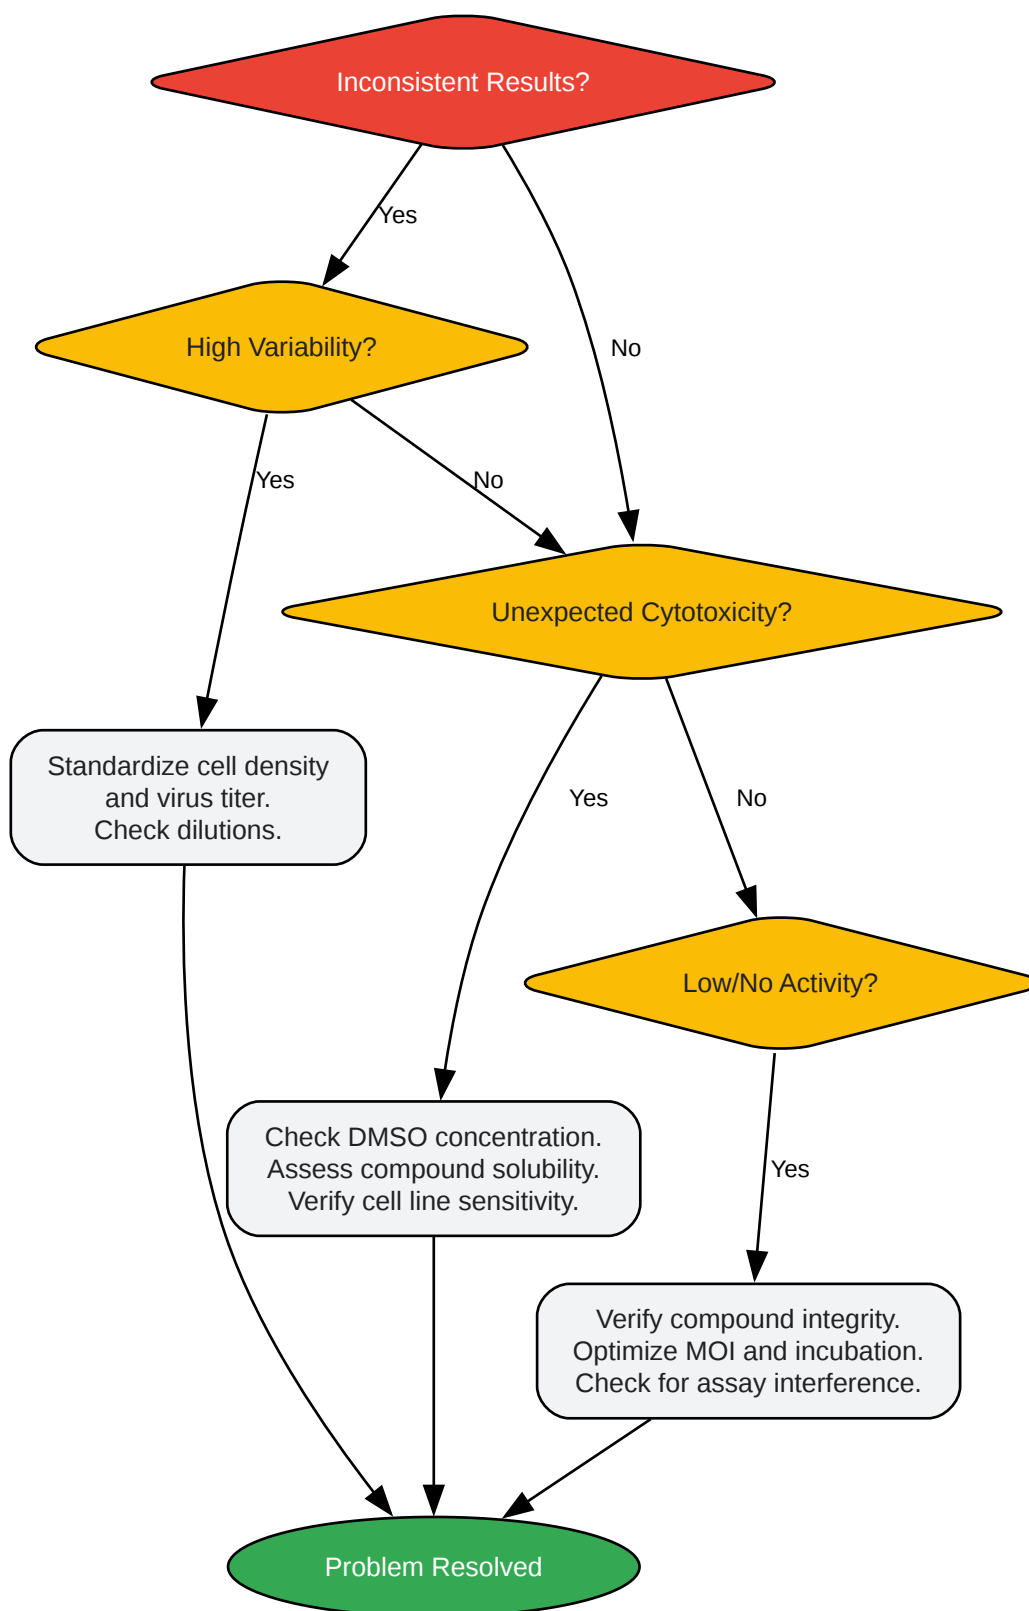 Inconsistent Results?
Yes
No
High Variability?
Yes
No
Unexpected Cytotoxicity?
Standardize cell density
and virus titer.
Check dilutions.
Yes
No
Low/No Activity?
Check DMSO concentration.
Assess compound solubility.
Verify cell line sensitivity.
Yes
Verify compound integrity.
Optimize MOI and incubation.
Check for assay interference.
Problem Resolved